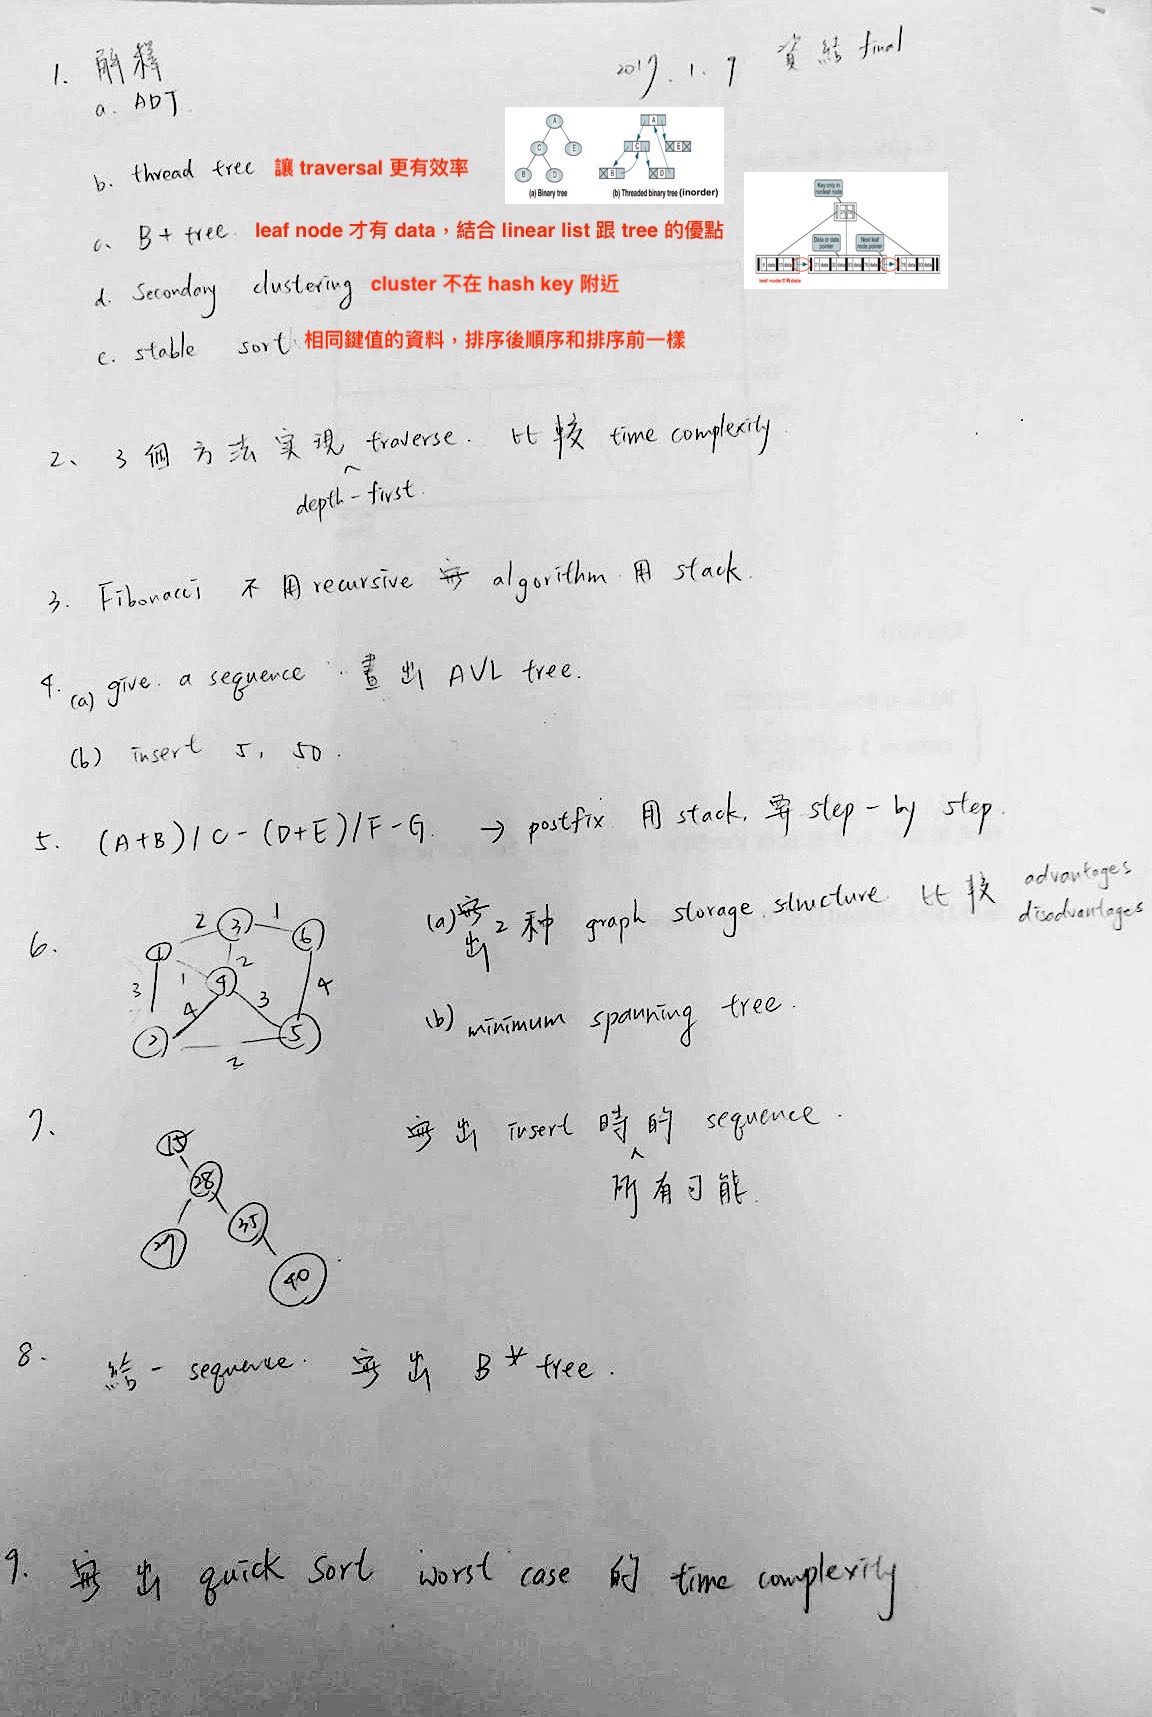 2017.1.7 資結 final
1. 解釋
a. ADT
b. thread tree 讓 traversal 更有效率
A
C E
B D
(a) Binary tree
A
C E
B D
(b) Threaded binary tree (inorder)
c. B+ tree. leaf node 才有 data，結合 linear list 跟 tree 的優點
Key only in nonleaf node
Data or data pointer
Next leaf node pointer
leaf node才有data
d. Secondary clustering cluster 不在 hash key 附近
e. stable sort 相同鍵值的資料，排序後順序和排序前一樣
2、 3 個方法實現 traverse. 比較 time complexity.
^
depth-first.
3. Fibonacci 不用 recursive 寫 algorithm 用 stack.
4. (a) give a sequence. 畫出 AVL tree.
(b) insert 5, 50.
5. (A+B)/C-(D+E)/F-G. → postfix 用 stack, 要 step-by step.
6. (a) 寫出 2 种 graph storage structure 比較 advantages disadvantages
2 3 1 6
1 2
3 1 4
4 3 4
2 5
2
(b) minimum spanning tree.
7. 寫出 insert 時的 sequence.
^
所有可能.
15
28
27 35
40
8. 給一 sequence. 寫出 B* tree.
9. 寫出 quick sort worst case 的 time complexity